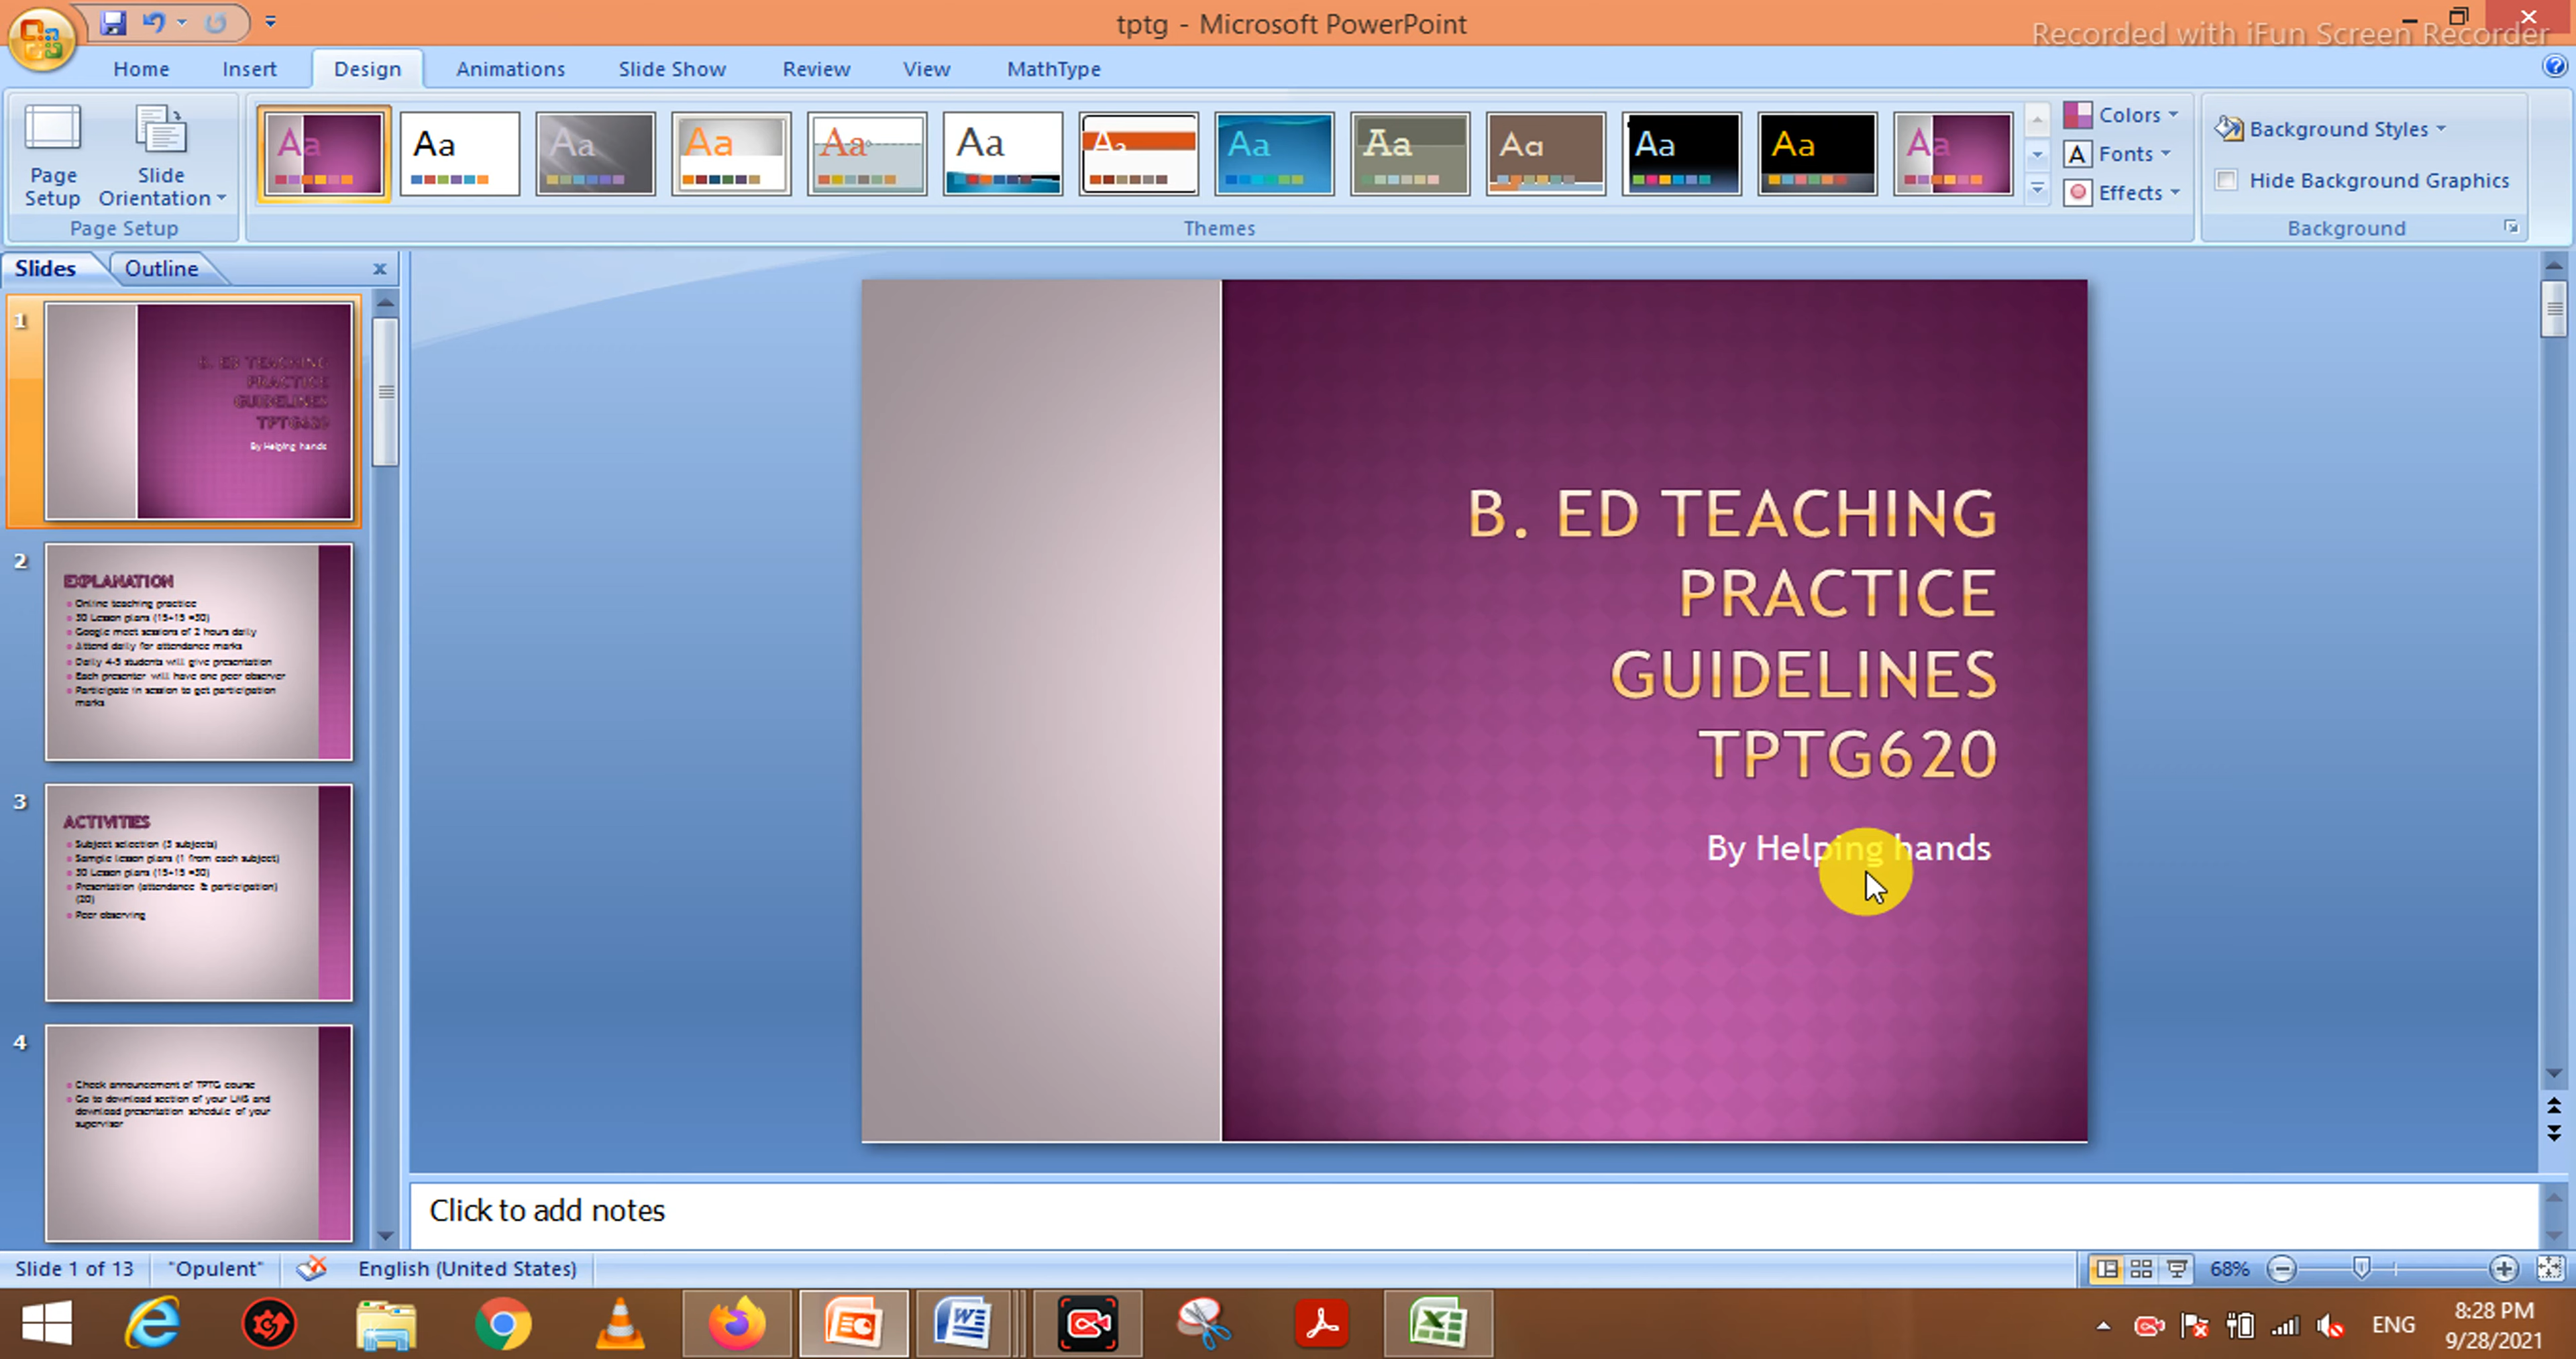 tptg - Microsoft PowerPoint
Recorded with iFun Screen Recorder
Home Insert Design Animations Slide Show Review View MathType
Page Setup
Slide Orientation
Aa Aa Aa Aa Aa Aa Aa Aa Aa Aa Aa Aa Aa
Colors
Fonts
Effects
Background Styles
Hide Background Graphics
Page Setup
Themes
Background
Slides Outline
1
B. ED TEACHING
PRACTICE
GUIDELINES
TPTG620
By Helping hands
2
EXPLANATION
Online teaching practice
30 Lesson plans (15+15 =30)
Google meet sessions of 2 hours daily
Attend daily for attendance marks
Daily 4-5 students will give presentation
Each presenter will have one peer observer
Participate in session to get participation
marks
3
ACTIVITIES
Subject selection (3 subjects)
Sample lesson plans (1 from each subject)
30 Lesson plans (15+15 =30)
Presentation (attendance & participation)
(20)
Peer observing
4
Check announcement of TPTG course
Go to download section of your LMS and
download presentation schedule of your
supervisor
B. ED TEACHING
PRACTICE
GUIDELINES
TPTG620
By Helping hands
Click to add notes
Slide 1 of 13 "Opulent" English (United States) 68%
ENG
8:28 PM
9/28/2021